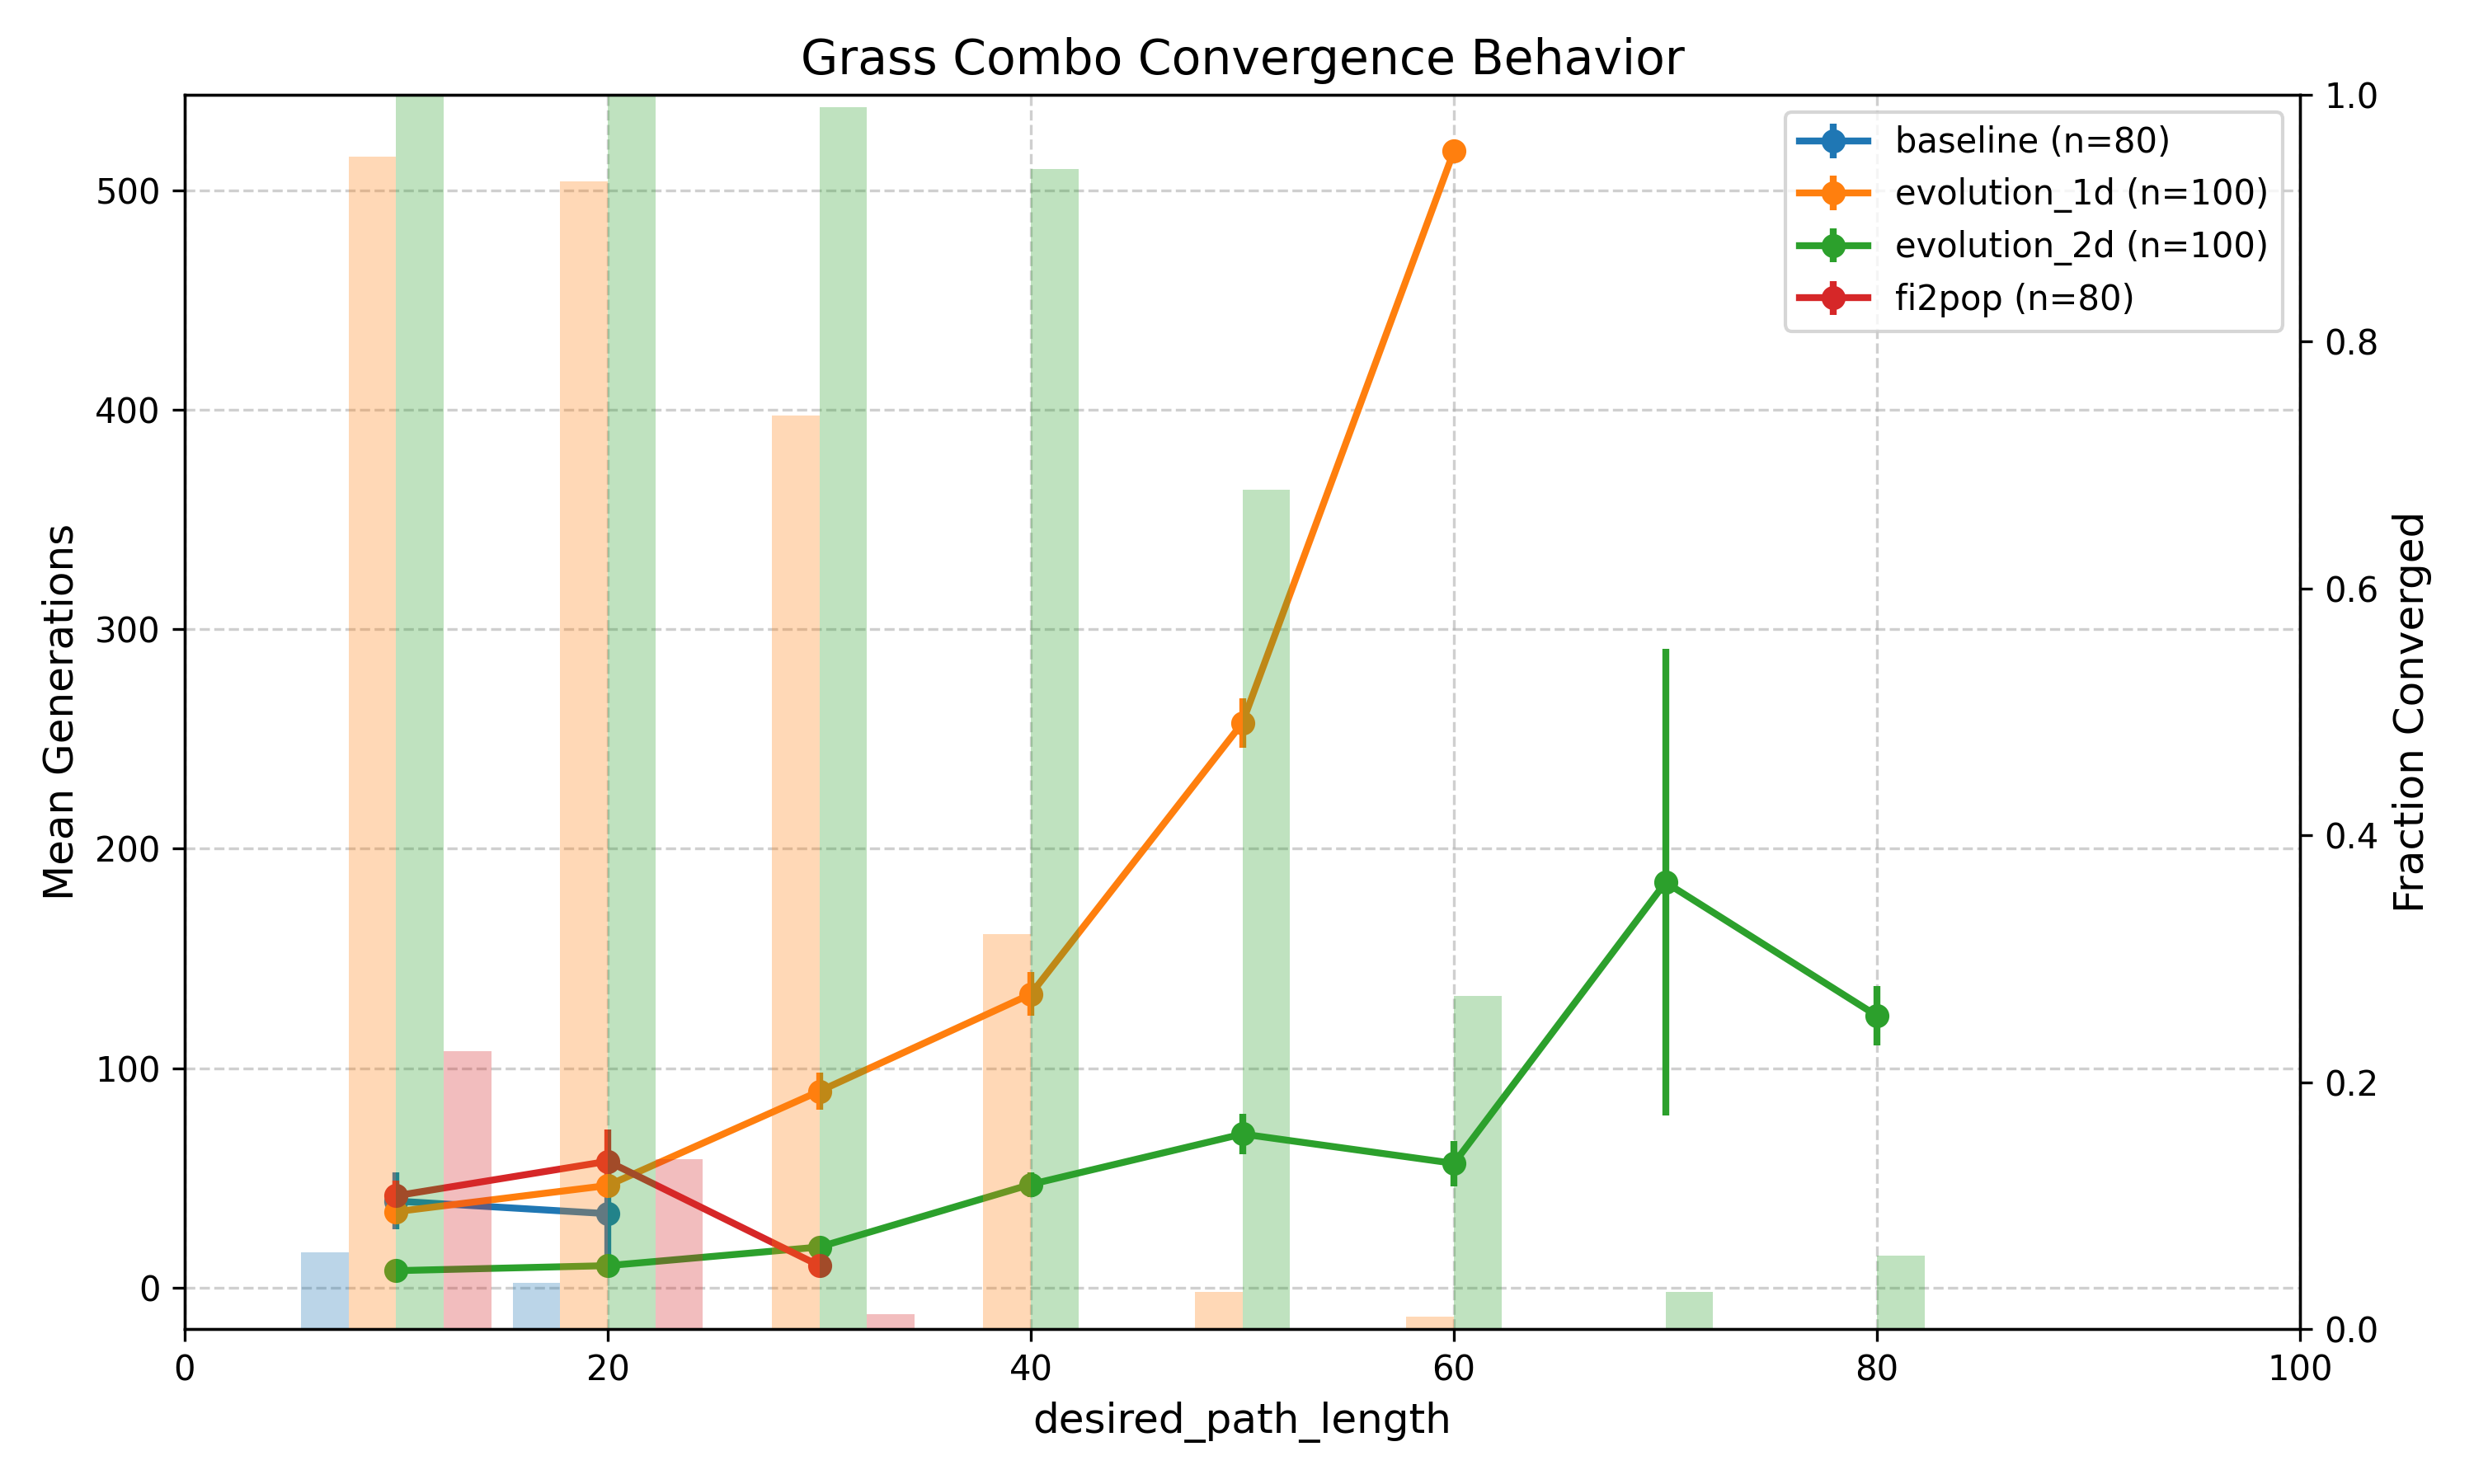 Grass Combo Convergence Behavior
Mean Generations
500
400
300
200
100
0
1.0
0.8
0.6
0.4
0.2
0.0
Fraction Converged
baseline (n=80)
evolution_1d (n=100)
evolution_2d (n=100)
fi2pop (n=80)
0 20 40 60 80 100
desired_path_length